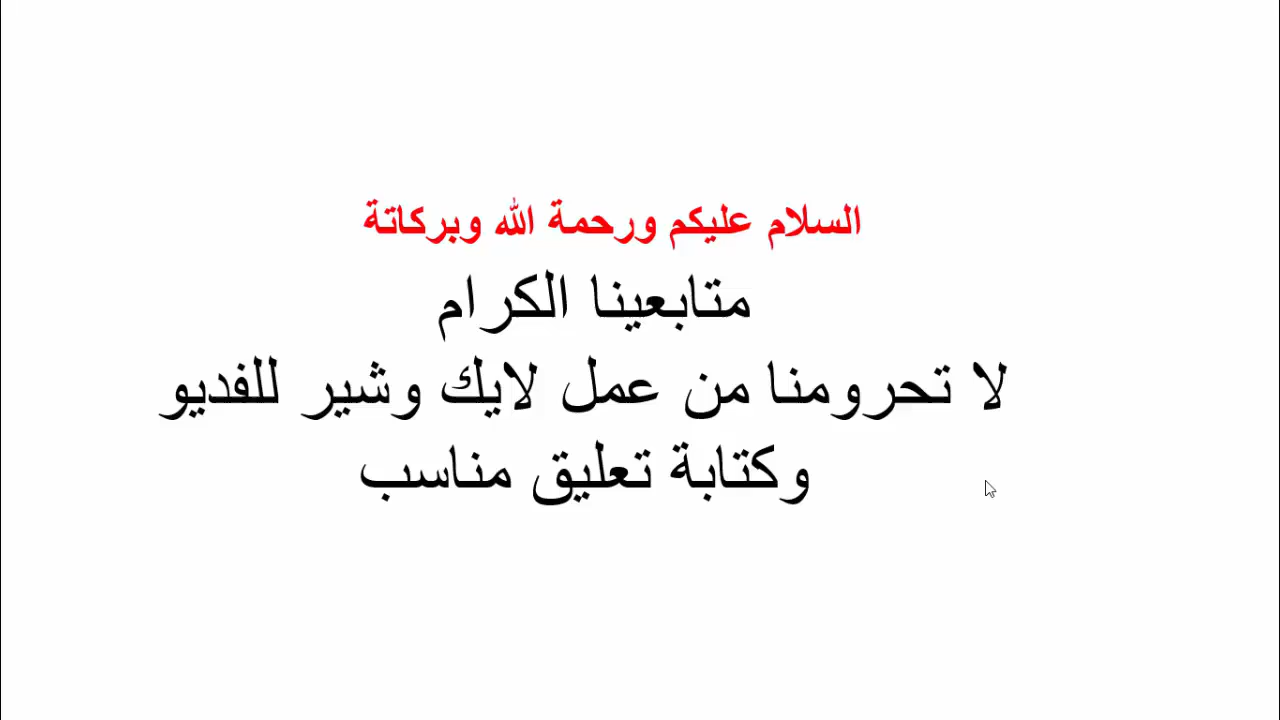 السلام عليكم ورحمة الله وبركاتة
متابعينا الكرام
لا تحرومنا من عمل لايك وشير للفديو
وكتابة تعليق مناسب